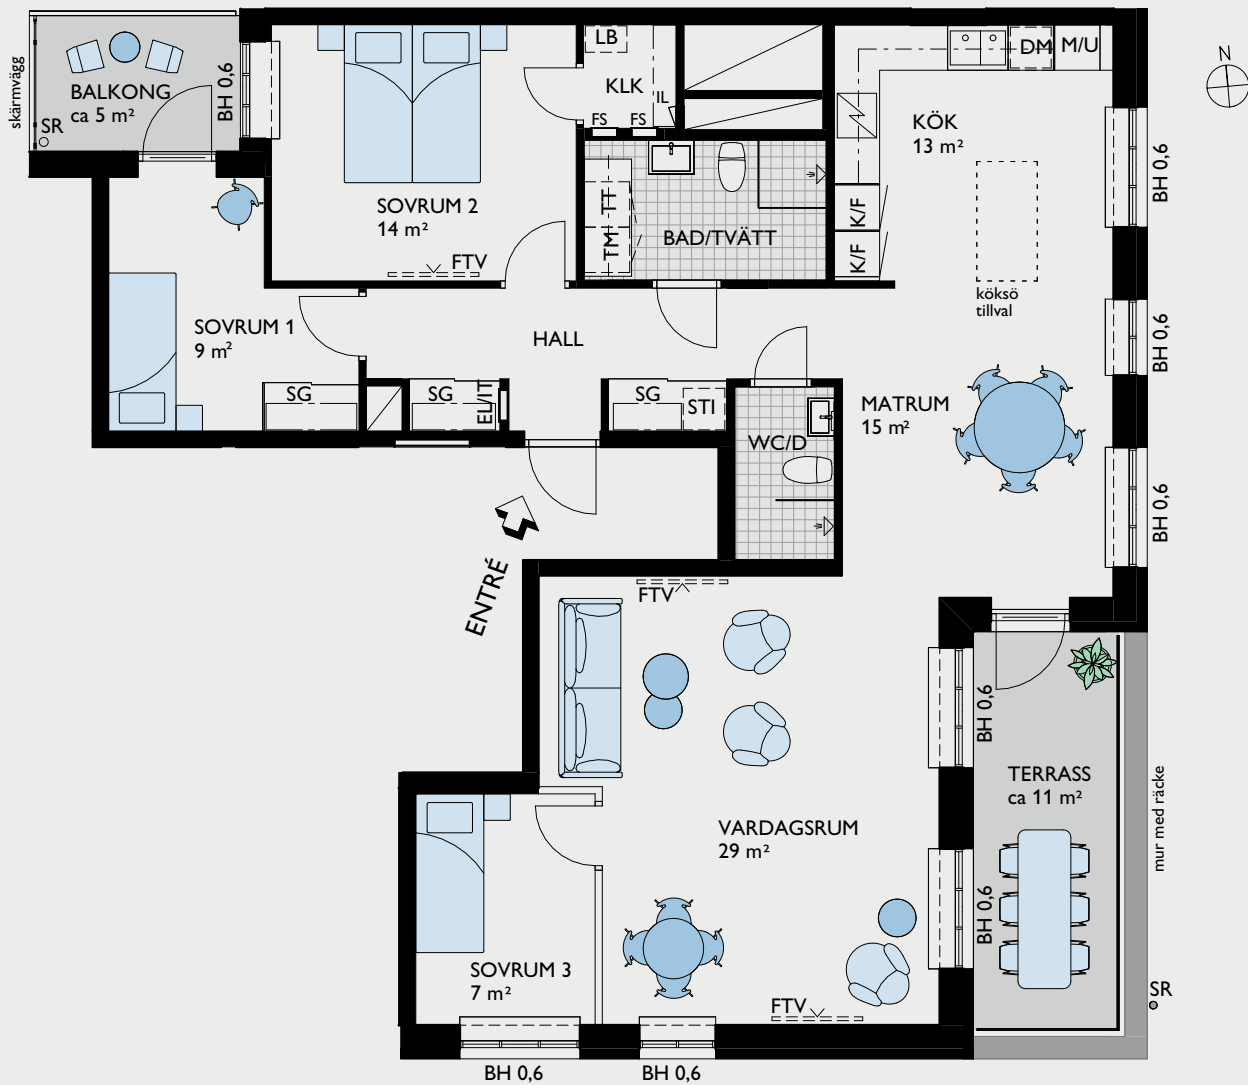 skärmvägg
BALKONG
ca 5 m²
SR
BH 0,6
SOVRUM 2
14 m²
FTV
LB
KLK
IL
FS
FS
TT
TM
BAD/TVÄTT
DM
M/U
KÖK
13 m²
K/F
K/F
köksö
tillval
BH 0,6
N
SOVRUM 1
9 m²
SG
HALL
SG
EL/IT
SG
STI
WC/D
MATRUM
15 m²
BH 0,6
BH 0,6
ENTRÉ
FTV
BH 0,6
TERRASS
ca 11 m²
mur med räcke
VARDAGSRUM
29 m²
BH 0,6
SOVRUM 3
7 m²
FTV
SR
BH 0,6
BH 0,6